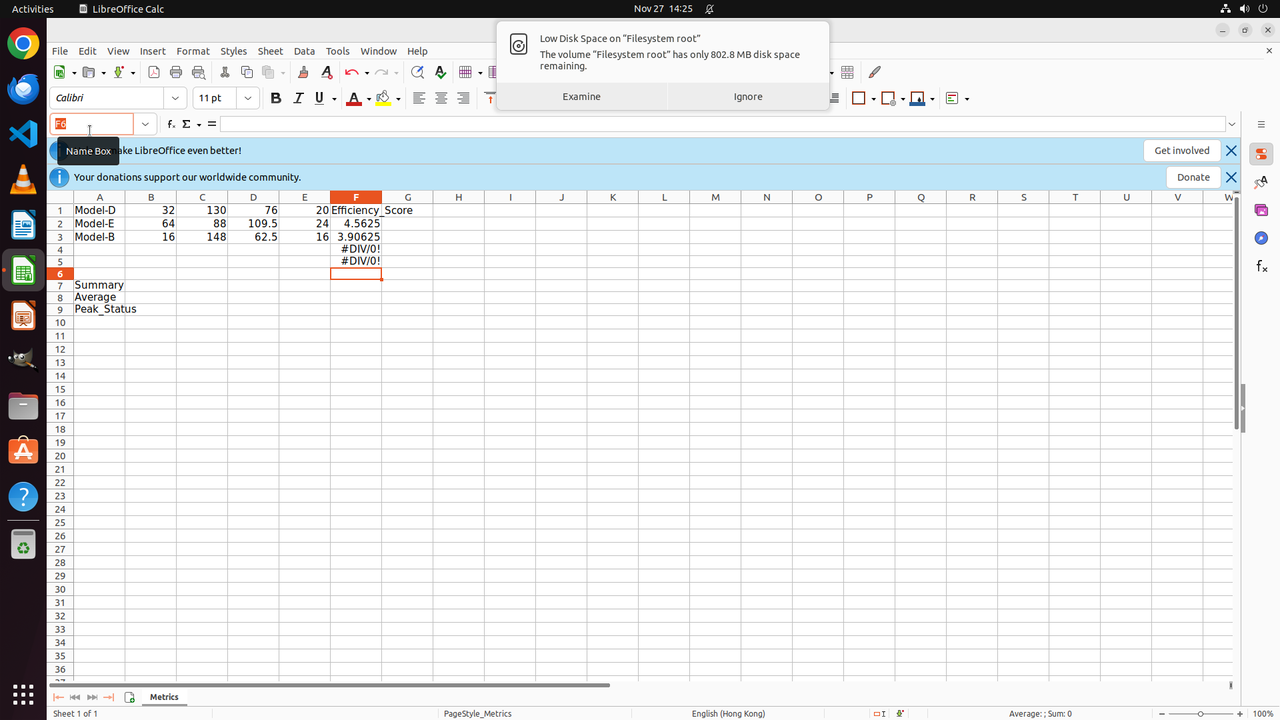 Activities LibreOffice Calc Nov 27 14:25
Low Disk Space on “Filesystem root”
The volume “Filesystem root” has only 802.8 MB disk space
remaining.
Examine Ignore
File Edit View Insert Format Styles Sheet Data Tools Window Help
Calibri 11 pt
F6
Name Box
make LibreOffice even better! Get involved
Your donations support our worldwide community. Donate
A B C D E F G H I J K L M N O P Q R S T U V W
1 Model-D 32 130 76 20 Efficiency_Score
2 Model-E 64 88 109.5 24 4.5625
3 Model-B 16 148 62.5 16 3.90625
4 #DIV/0!
5 #DIV/0!
6
7 Summary
8 Average
9 Peak_Status
10
11
12
13
14
15
16
17
18
19
20
21
22
23
24
25
26
27
28
29
30
31
32
33
34
35
36
Metrics
Sheet 1 of 1 PageStyle_Metrics English (Hong Kong) Average: ; Sum: 0 100%